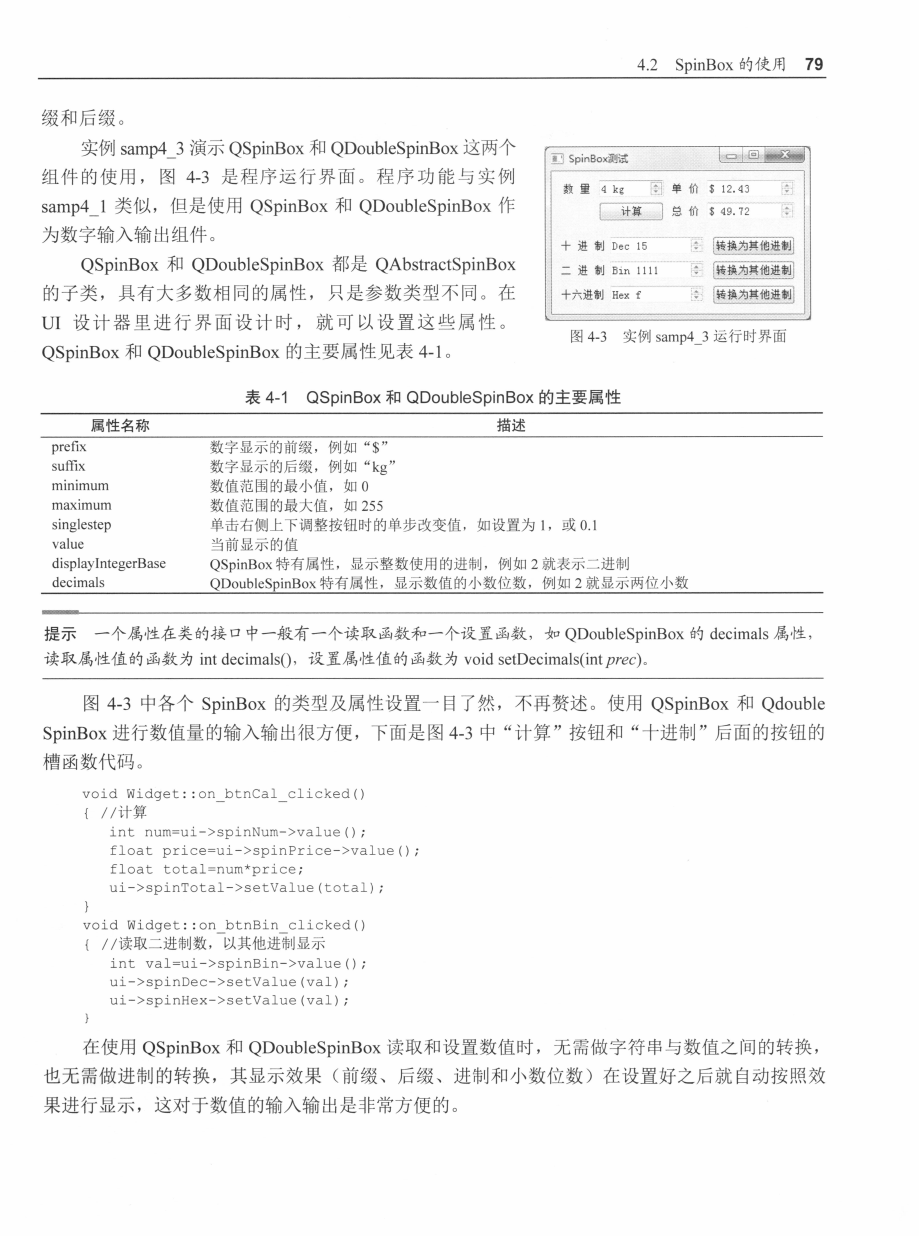 4.2 SpinBox 的使用 79
缀和后缀。
实例 samp4_3 演示 QSpinBox 和 QDoubleSpinBox 这两个
组件的使用，图 4-3 是程序运行界面。程序功能与实例
samp4_1 类似，但是使用 QSpinBox 和 QDoubleSpinBox 作
为数字输入输出组件。
QSpinBox 和 QDoubleSpinBox 都是 QAbstractSpinBox
的子类，具有大多数相同的属性，只是参数类型不同。在
UI 设计器里进行界面设计时，就可以设置这些属性。
QSpinBox 和 QDoubleSpinBox 的主要属性见表 4-1。
SpinBox测试
数 量 4 kg 单 价 $ 12.43
计算 总 价 $ 49.72
十 进 制 Dec 15 转换为其他进制
二 进 制 Bin 1111 转换为其他进制
十六进制 Hex f 转换为其他进制
图 4-3 实例 samp4_3 运行时界面
表 4-1 QSpinBox 和 QDoubleSpinBox 的主要属性
属性名称 描述
prefix 数字显示的前缀，例如“$”
suffix 数字显示的后缀，例如“kg”
minimum 数值范围的最小值，如 0
maximum 数值范围的最大值，如 255
singlestep 单击右侧上下调整按钮时的单步改变值，如设置为 1，或 0.1
value 当前显示的值
displayIntegerBase QSpinBox 特有属性，显示整数使用的进制，例如 2 就表示二进制
decimals QDoubleSpinBox 特有属性，显示数值的小数位数，例如 2 就显示两位小数
提示 一个属性在类的接口中一般有一个读取函数和一个设置函数，如 QDoubleSpinBox 的 decimals 属性，
读取属性值的函数为 int decimals()，设置属性值的函数为 void setDecimals(int prec)。
图 4-3 中各个 SpinBox 的类型及属性设置一目了然，不再赘述。使用 QSpinBox 和 Qdouble
SpinBox 进行数值量的输入输出很方便，下面是图 4-3 中“计算”按钮和“十进制”后面的按钮的
槽函数代码。
void Widget::on_btnCal_clicked()
{ //计算
int num=ui->spinNum->value();
float price=ui->spinPrice->value();
float total=num*price;
ui->spinTotal->setValue(total);
}
void Widget::on_btnBin_clicked()
{ //读取二进制数，以其他进制显示
int val=ui->spinBin->value();
ui->spinDec->setValue(val);
ui->spinHex->setValue(val);
}
在使用 QSpinBox 和 QDoubleSpinBox 读取和设置数值时，无需做字符串与数值之间的转换，
也无需做进制的转换，其显示效果（前缀、后缀、进制和小数位数）在设置好之后就自动按照效
果进行显示，这对于数值的输入输出是非常方便的。